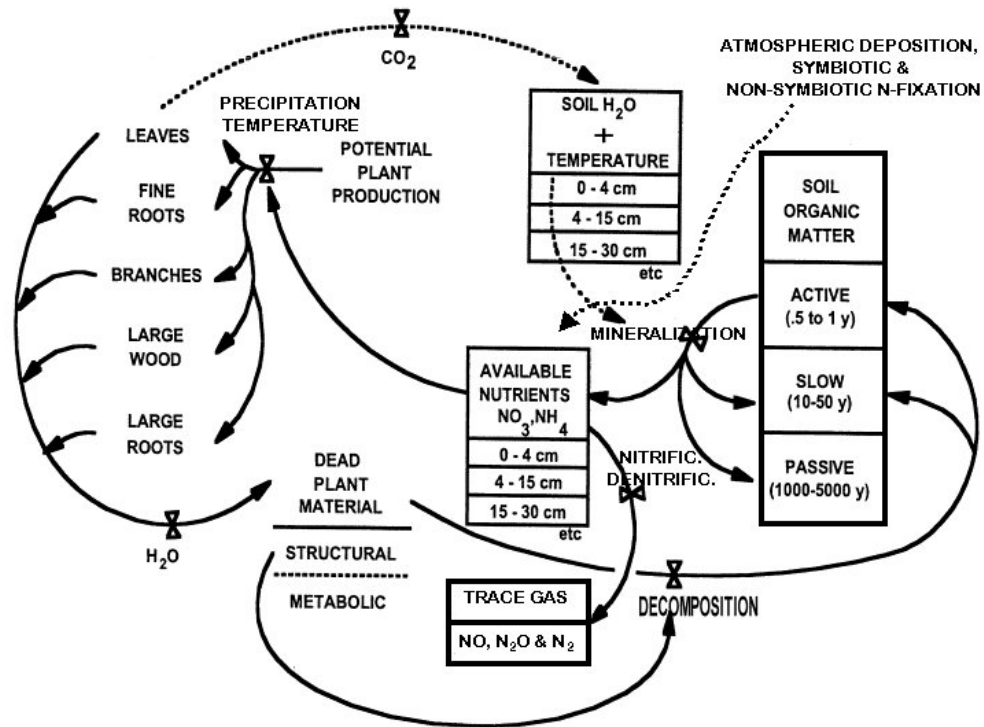 CO₂
ATMOSPHERIC DEPOSITION,
SYMBIOTIC &
NON-SYMBIOTIC N-FIXATION
PRECIPITATION
TEMPERATURE
LEAVES
FINE
ROOTS
BRANCHES
LARGE
WOOD
LARGE
ROOTS
POTENTIAL
PLANT
PRODUCTION
SOIL H₂O
+
TEMPERATURE
0 - 4 cm
4 - 15 cm
15 - 30 cm
etc
SOIL
ORGANIC
MATTER
ACTIVE
(.5 to 1 y)
SLOW
(10-50 y)
PASSIVE
(1000-5000 y)
MINERALIZATION
AVAILABLE
NUTRIENTS
NO₃,NH₄
0 - 4 cm
4 - 15 cm
15 - 30 cm
etc
NITRIFIC.
DENITRIFIC.
DEAD
PLANT
MATERIAL
STRUCTURAL
METABOLIC
H₂O
TRACE GAS
NO, N₂O & N₂
DECOMPOSITION